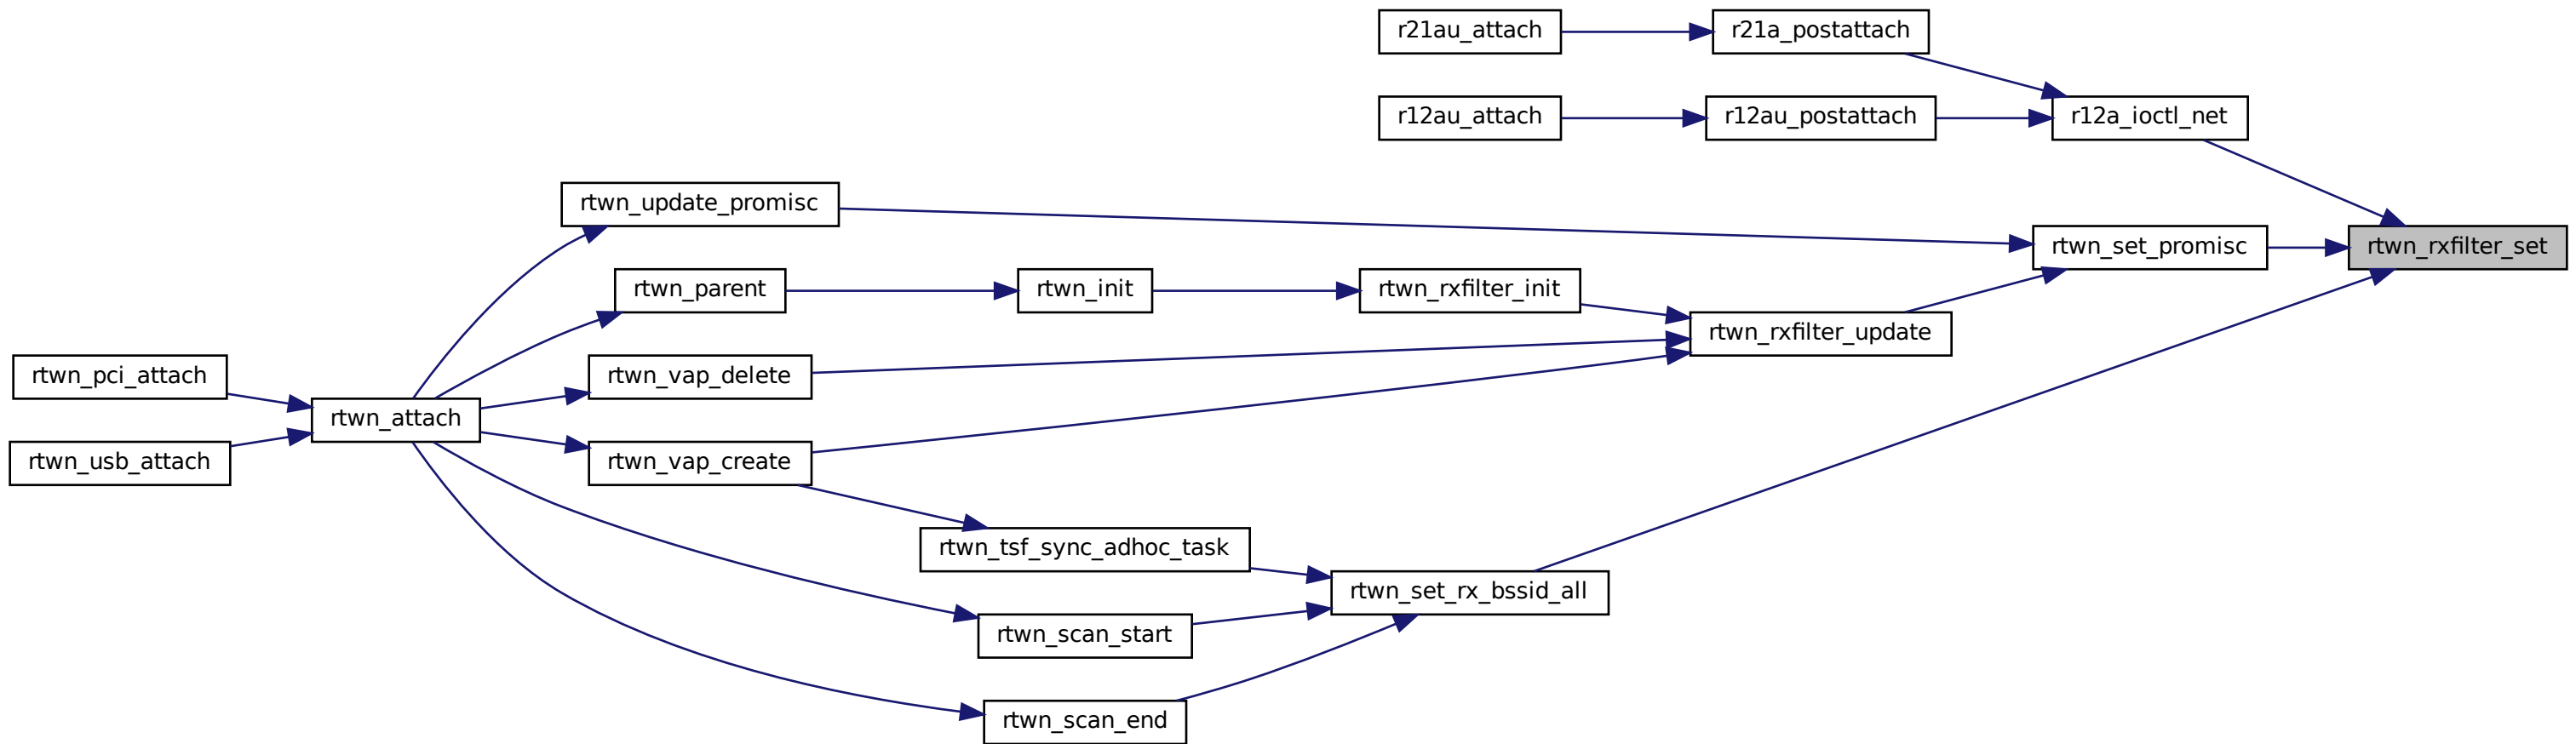 r21au_attach
r21a_postattach
r12au_attach
r12au_postattach
r12a_ioctl_net
rtwn_update_promisc
rtwn_set_promisc
rtwn_rxfilter_set
rtwn_parent
rtwn_init
rtwn_rxfilter_init
rtwn_rxfilter_update
rtwn_pci_attach
rtwn_vap_delete
rtwn_attach
rtwn_usb_attach
rtwn_vap_create
rtwn_tsf_sync_adhoc_task
rtwn_set_rx_bssid_all
rtwn_scan_start
rtwn_scan_end